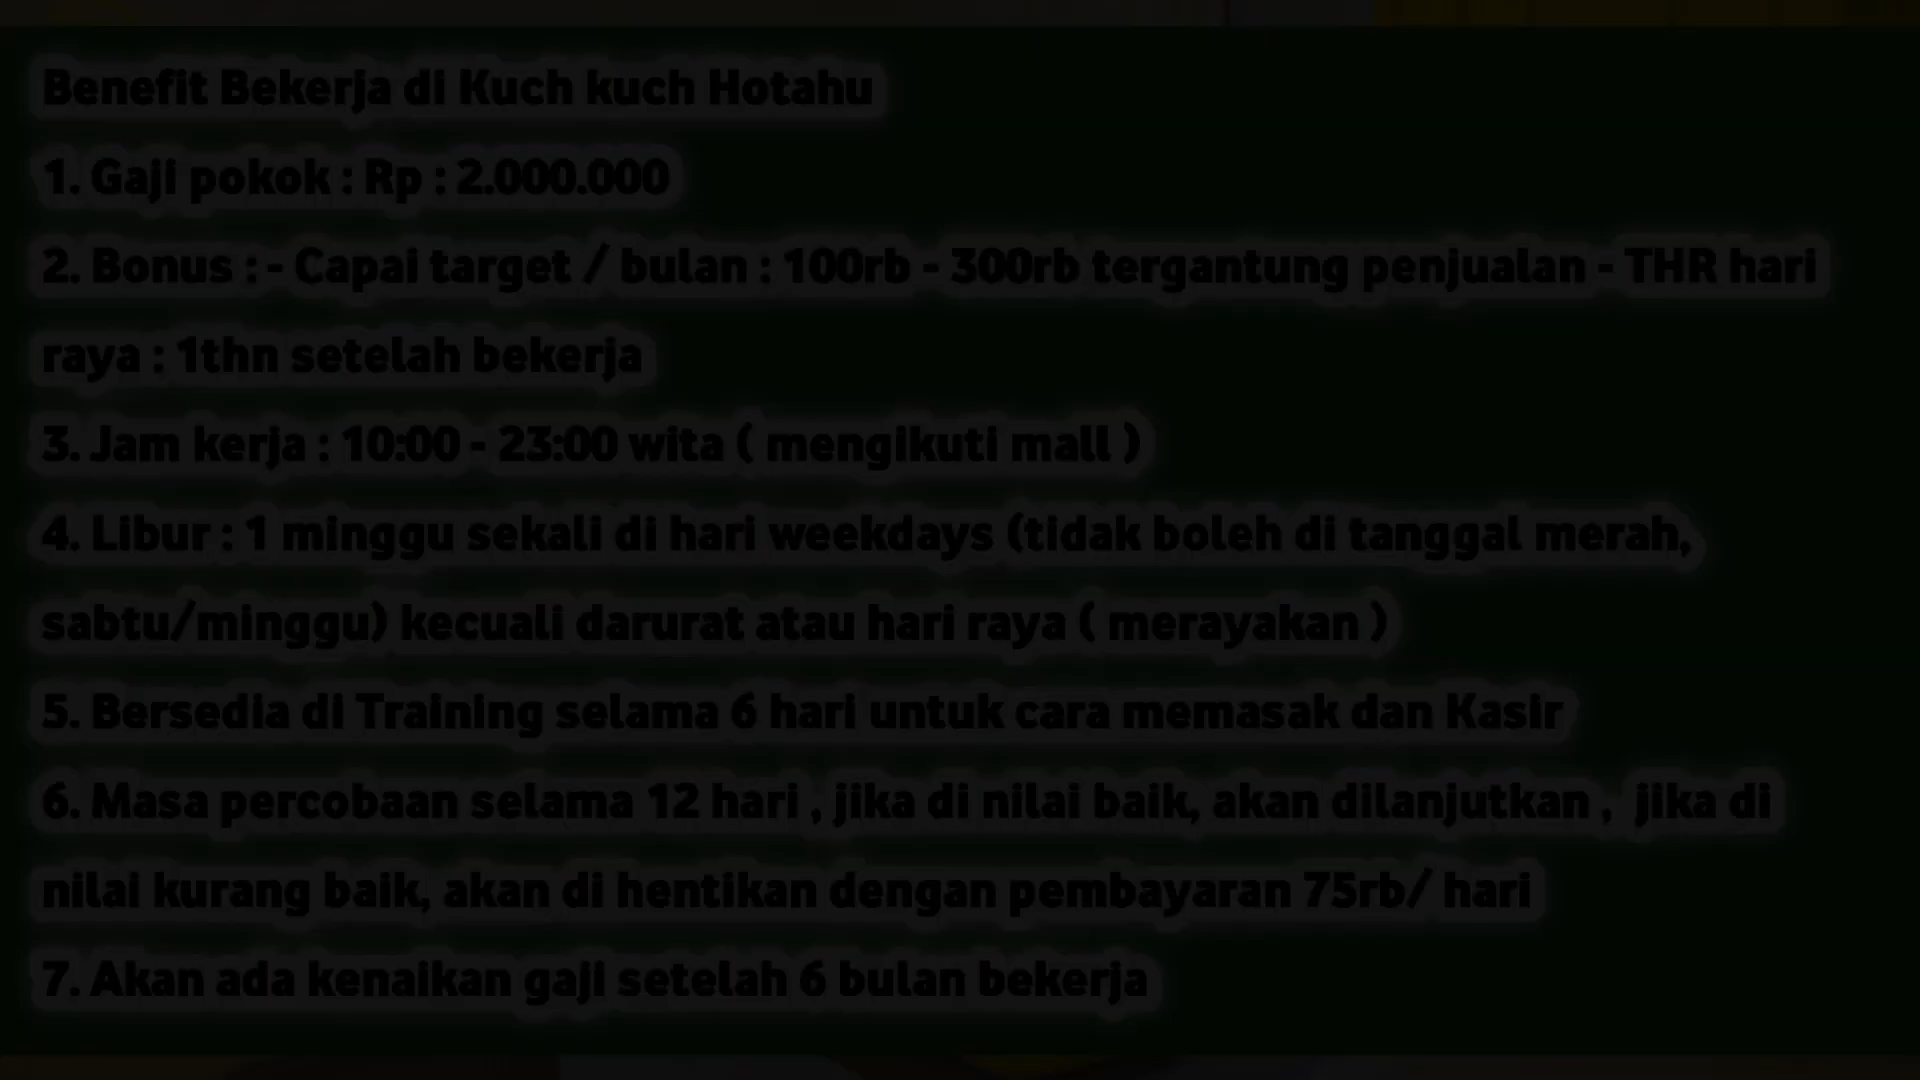 Benefit Bekerja di Kuch kuch Hotahu
1. Gaji pokok : Rp : 2.000.000
2. Bonus : - Capai target / bulan : 100rb - 300rb tergantung penjualan - THR hari
raya : 1thn setelah bekerja
3. Jam kerja : 10:00 - 23:00 wita ( mengikuti mall )
4. Libur : 1 minggu sekali di hari weekdays (tidak boleh di tanggal merah,
sabtu/minggu) kecuali darurat atau hari raya ( merayakan )
5. Bersedia di Training selama 6 hari untuk cara memasak dan Kasir
6. Masa percobaan selama 12 hari , jika di nilai baik, akan dilanjutkan , jika di
nilai kurang baik, akan di hentikan dengan pembayaran 75rb/ hari
7. Akan ada kenaikan gaji setelah 6 bulan bekerja